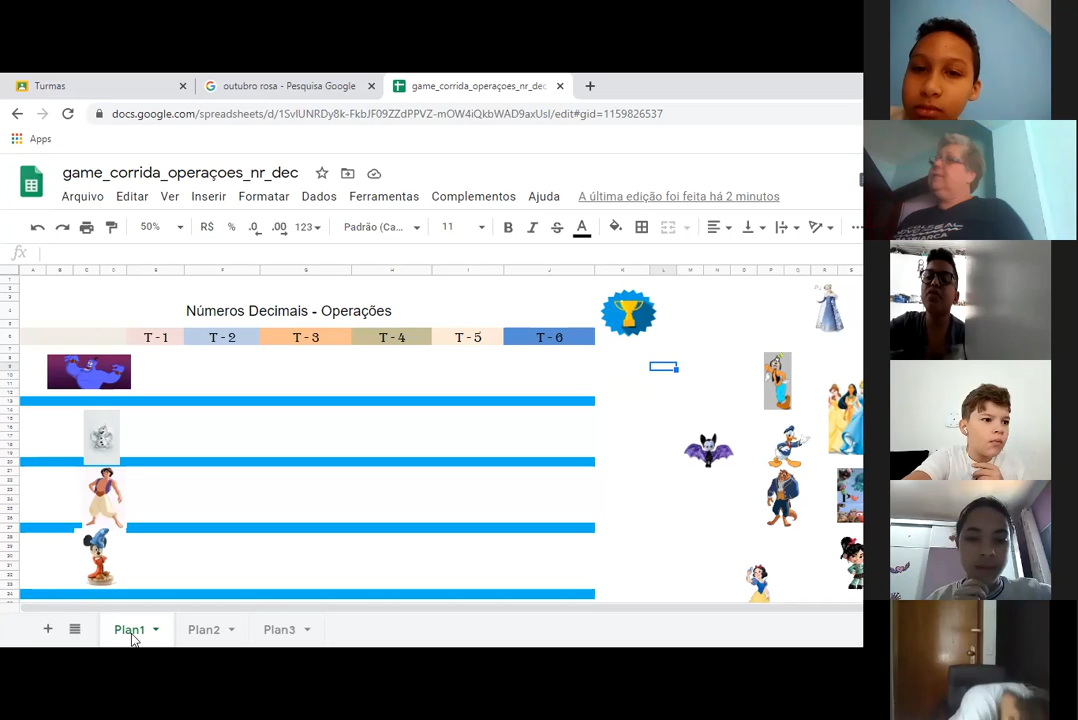 Turmas
outubro rosa - Pesquisa Google
game_corrida_operaçoes_nr_dec
docs.google.com/spreadsheets/d/1SvIUNRDy8k-FkbJF09ZZdPPVZ-mOW4iQkbWAD9axUsI/edit#gid=1159826537
Apps
game_corrida_operaçoes_nr_dec
Arquivo Editar Ver Inserir Formatar Dados Ferramentas Complementos Ajuda A última edição foi feita há 2 minutos
50% R$ % .0 .00 123 Padrão (Ca... 11 B I S A
fx
A B C D E F G H I J K L M N O P Q R S
Números Decimais - Operações
T - 1 T - 2 T - 3 T - 4 T - 5 T - 6
Plan1 Plan2 Plan3